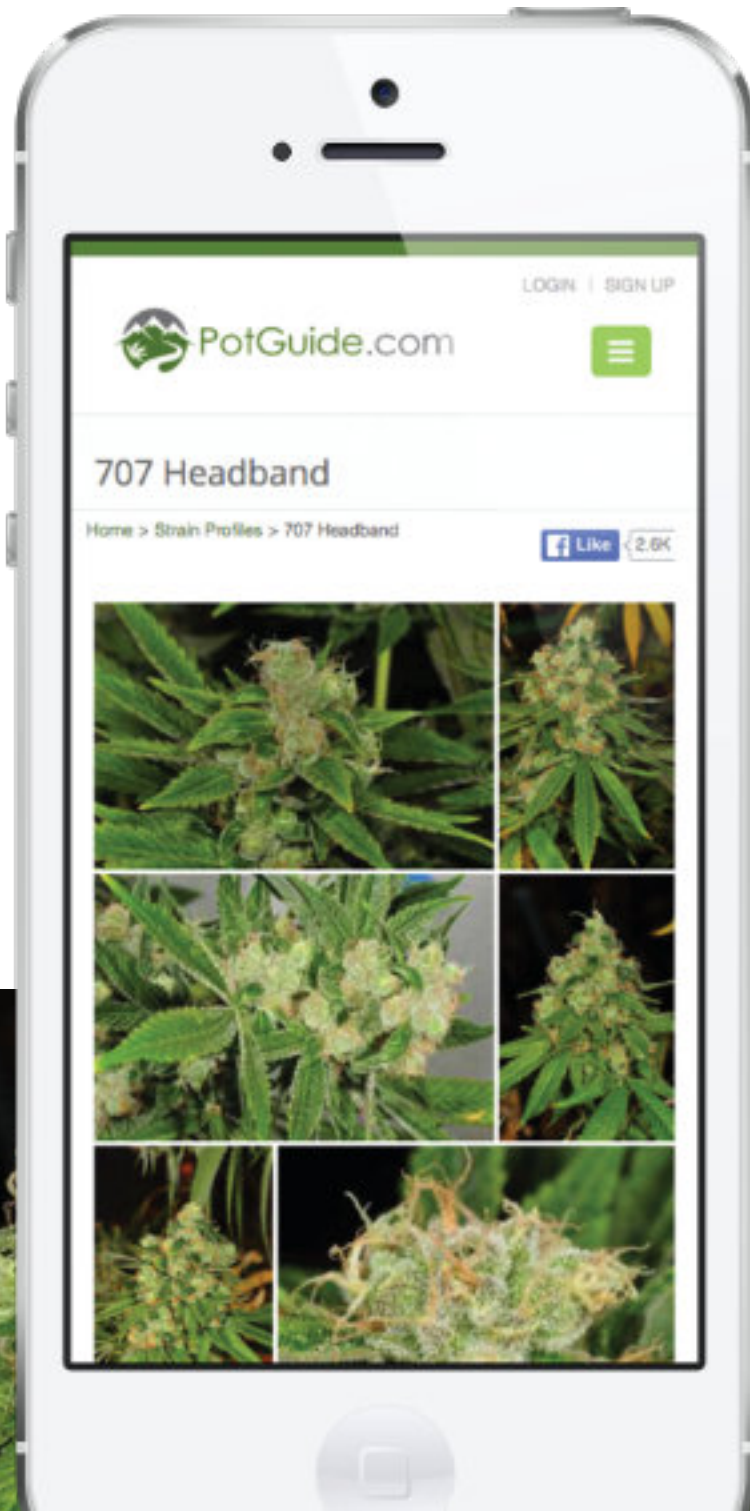 LOGIN | SIGN UP
PotGuide.com
707 Headband
Home > Strain Profiles > 707 Headband
Like 2.6K